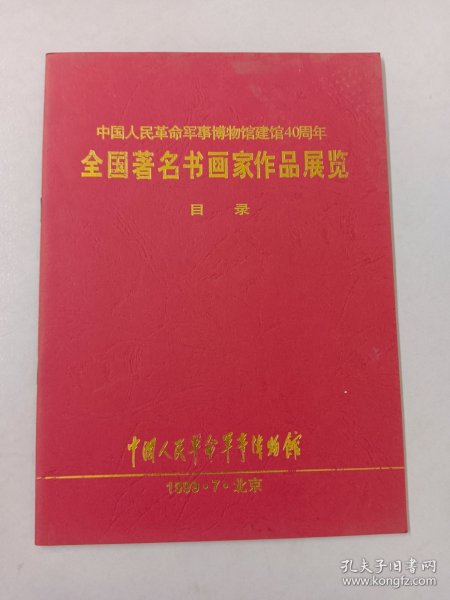 中国人民革命军事博物馆建馆40周年
全国著名书画家作品展览
目 录
中国人民革命军事博物馆
1999·7·北京
孔夫子旧书网
www.kongfz.com